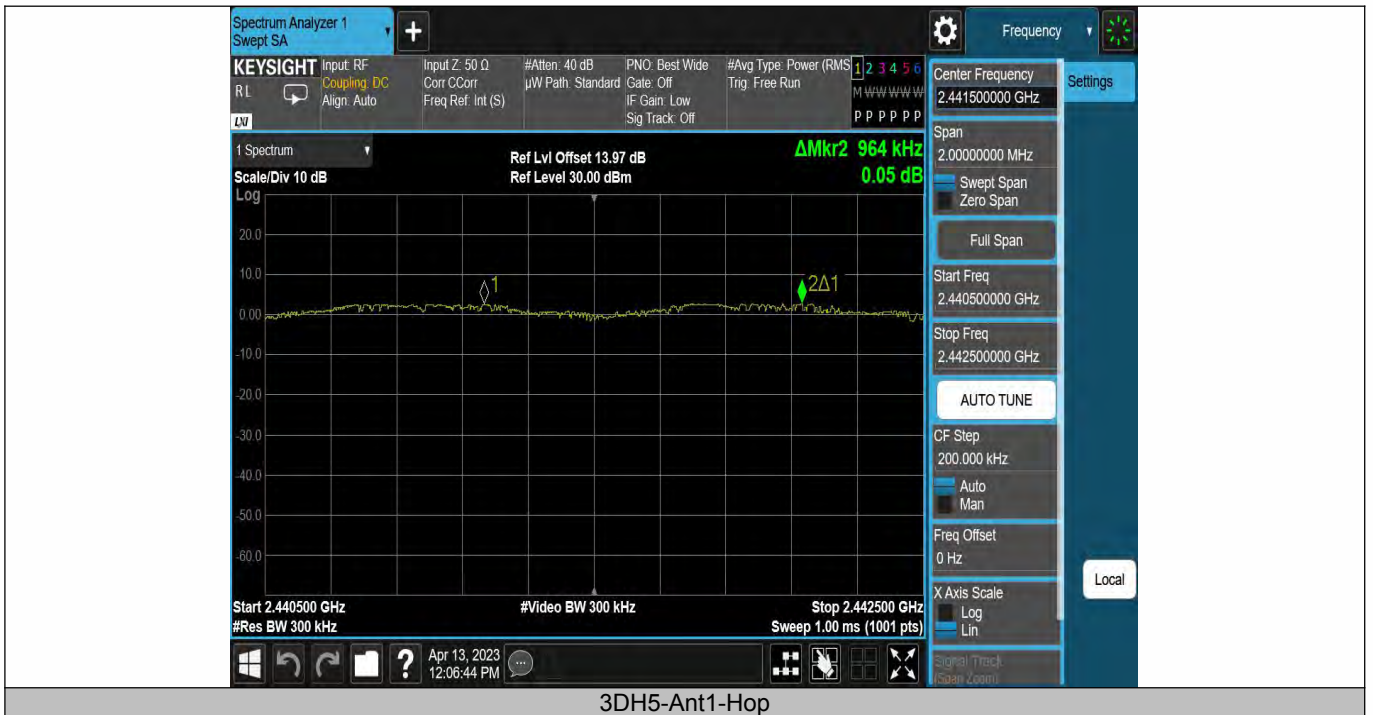 Spectrum Analyzer 1
Swept SA
+
Frequency
KEYSIGHT
RL
LXI
Input: RF
Coupling: DC
Align: Auto
Input Z: 50 Ω
Corr CCorr
Freq Ref: Int (S)
#Atten: 40 dB
µW Path: Standard
PNO: Best Wide
Gate: Off
IF Gain: Low
Sig Track: Off
#Avg Type: Power (RMS
Trig: Free Run
1 2 3 4 5 6
M W W W W W
P P P P P P
1 Spectrum
Scale/Div 10 dB
Log
Ref Lvl Offset 13.97 dB
Ref Level 30.00 dBm
ΔMkr2 964 kHz
0.05 dB
20.0
10.0
0.00
-10.0
-20.0
-30.0
-40.0
-50.0
-60.0
1
2Δ1
Start 2.440500 GHz
#Res BW 300 kHz
#Video BW 300 kHz
Stop 2.442500 GHz
Sweep 1.00 ms (1001 pts)
Center Frequency
2.441500000 GHz
Settings
Span
2.00000000 MHz
Swept Span
Zero Span
Full Span
Start Freq
2.440500000 GHz
Stop Freq
2.442500000 GHz
AUTO TUNE
CF Step
200.000 kHz
Auto
Man
Freq Offset
0 Hz
X Axis Scale
Log
Lin
Signal Track
(Span Zoom)
Local
?
Apr 13, 2023
12:06:44 PM
3DH5-Ant1-Hop